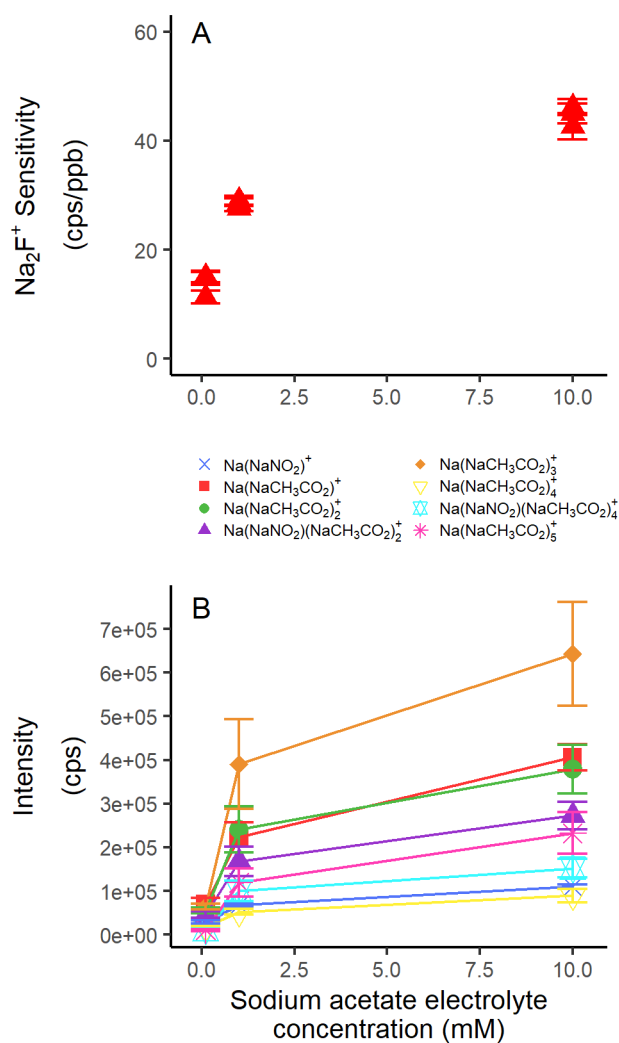 A
60
40
20
0
Na₂F⁺ Sensitivity
(cps/ppb)
0.0 2.5 5.0 7.5 10.0
Na(NaNO₂)⁺
Na(NaCH₃CO₂)⁺
Na(NaCH₃CO₂)₂⁺
Na(NaNO₂)(NaCH₃CO₂)₂⁺
Na(NaCH₃CO₂)₃⁺
Na(NaCH₃CO₂)₄⁺
Na(NaNO₂)(NaCH₃CO₂)₄⁺
Na(NaCH₃CO₂)₅⁺
B
7e+05
6e+05
5e+05
4e+05
3e+05
2e+05
1e+05
0e+00
Intensity
(cps)
0.0 2.5 5.0 7.5 10.0
Sodium acetate electrolyte
concentration (mM)